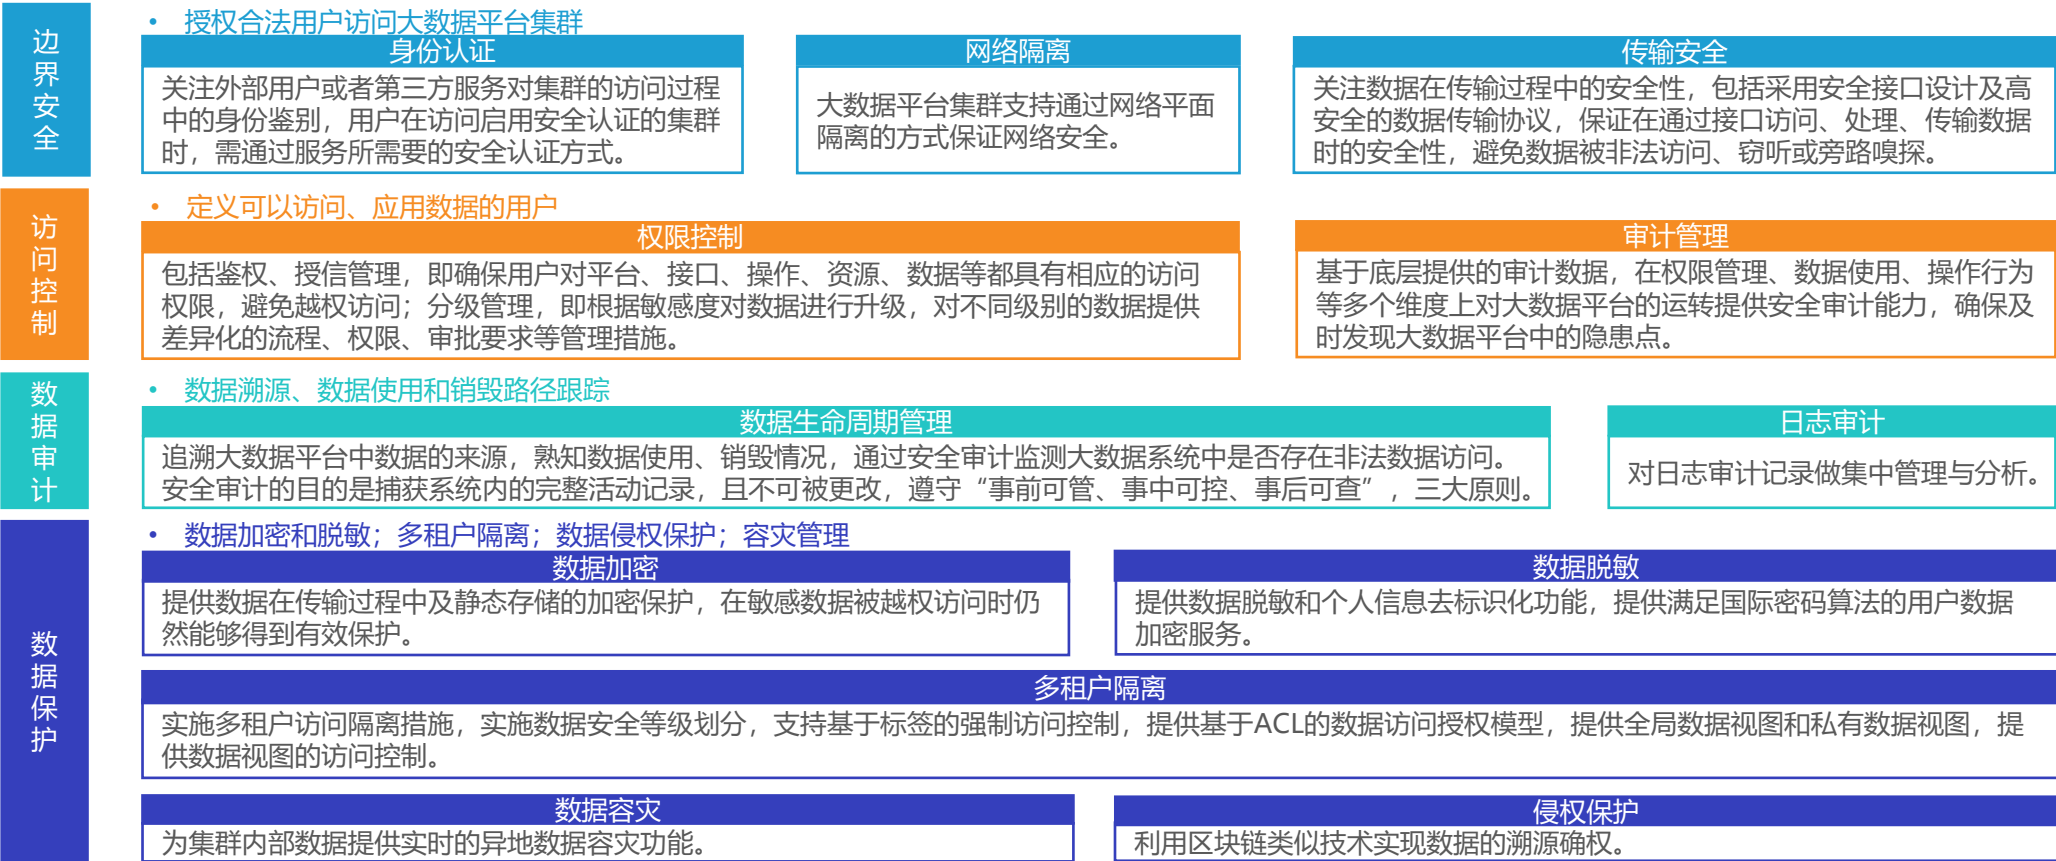 边界安全
• 授权合法用户访问大数据平台集群
身份认证
关注外部用户或者第三方服务对集群的访问过程
中的身份鉴别，用户在访问启用安全认证的集群
时，需通过服务所需要的安全认证方式。
网络隔离
大数据平台集群支持通过网络平面
隔离的方式保证网络安全。
传输安全
关注数据在传输过程中的安全性，包括采用安全接口设计及高
安全的数据传输协议，保证在通过接口访问、处理、传输数据
时的安全性，避免数据被非法访问、窃听或旁路嗅探。
访问控制
• 定义可以访问、应用数据的用户
权限控制
包括鉴权、授信管理，即确保用户对平台、接口、操作、资源、数据等都具有相应的访问
权限，避免越权访问；分级管理，即根据敏感度对数据进行升级，对不同级别的数据提供
差异化的流程、权限、审批要求等管理措施。
审计管理
基于底层提供的审计数据，在权限管理、数据使用、操作行为
等多个维度上对大数据平台的运转提供安全审计能力，确保及
时发现大数据平台中的隐患点。
数据审计
• 数据溯源、数据使用和销毁路径跟踪
数据生命周期管理
追溯大数据平台中数据的来源，熟知数据使用、销毁情况，通过安全审计监测大数据系统中是否存在非法数据访问。
安全审计的目的是捕获系统内的完整活动记录，且不可被更改，遵守“事前可管、事中可控、事后可查”，三大原则。
日志审计
对日志审计记录做集中管理与分析。
数据保护
• 数据加密和脱敏；多租户隔离；数据侵权保护；容灾管理
数据加密
提供数据在传输过程中及静态存储的加密保护，在敏感数据被越权访问时仍
然能够得到有效保护。
数据脱敏
提供数据脱敏和个人信息去标识化功能，提供满足国际密码算法的用户数据
加密服务。
多租户隔离
实施多租户访问隔离措施，实施数据安全等级划分，支持基于标签的强制访问控制，提供基于ACL的数据访问授权模型，提供全局数据视图和私有数据视图，提
供数据视图的访问控制。
数据容灾
为集群内部数据提供实时的异地数据容灾功能。
侵权保护
利用区块链类似技术实现数据的溯源确权。